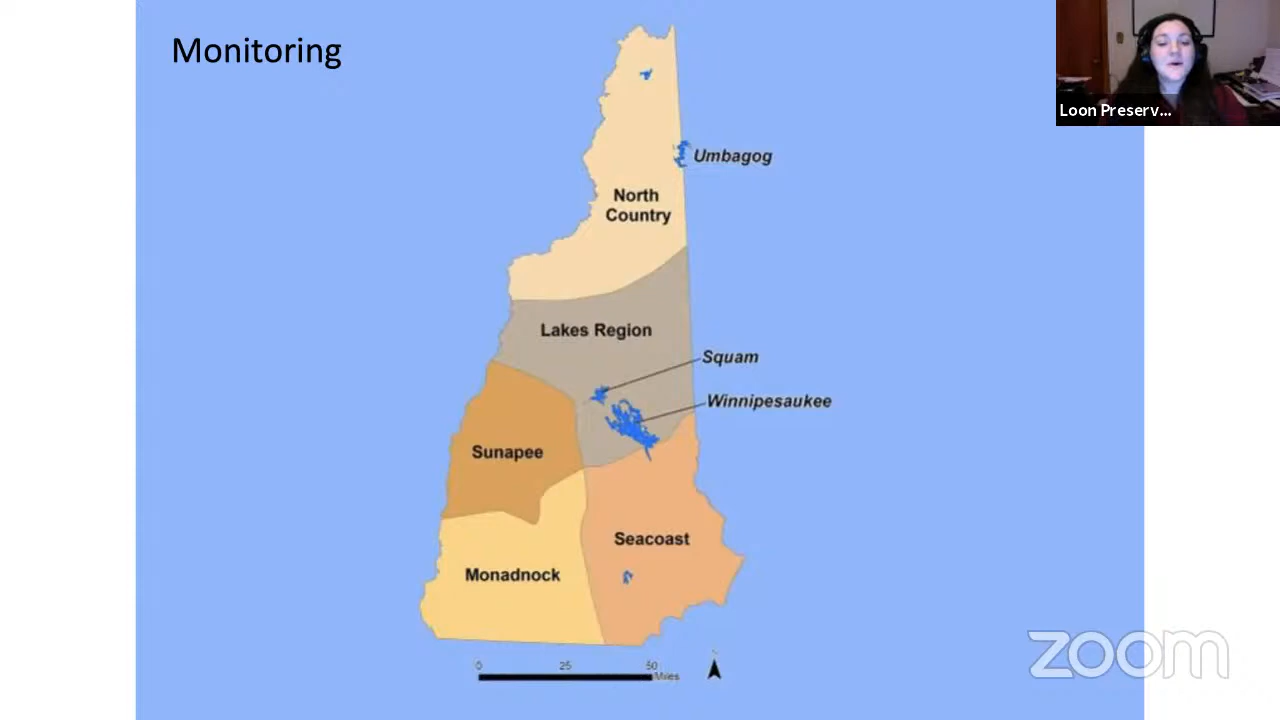 Monitoring
Loon Preserv...
Umbagog
North
Country
Lakes Region
Squam
Winnipesaukee
Sunapee
Seacoast
Monadnock
0 25 50
Miles
zoom